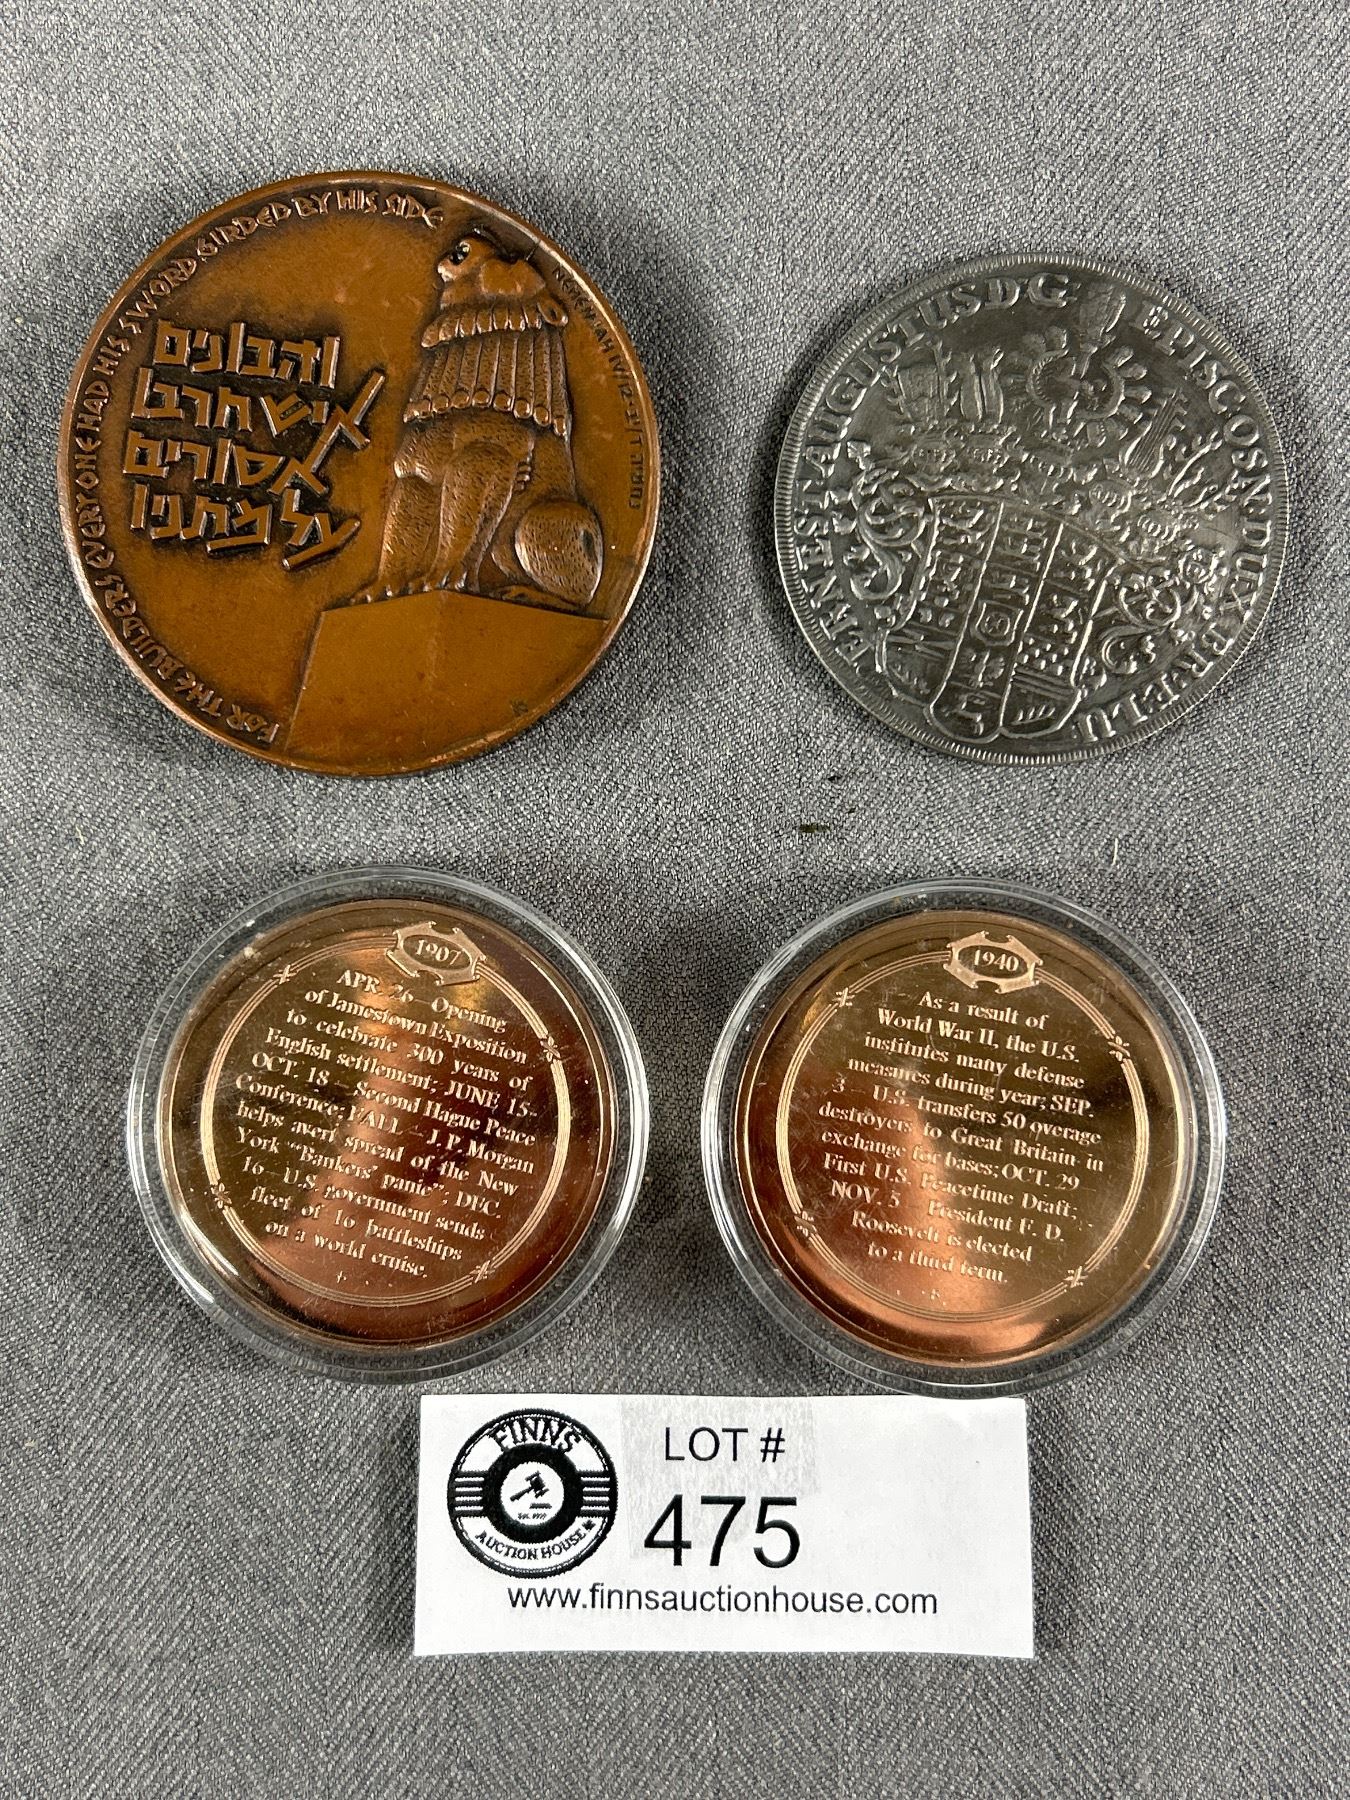 FOR THE BUILDERS EVERYONE HAD HIS SWORD GIRDED BY HIS SIDE
NEHEMIAH IV/12
והבונים
איש חרבו
אסורים
על מתניו
ERNEST AUGUSTUS D G EPISC OSN DUX BR E LU
1907
APR. 26 — Opening
of Jamestown Exposition
to celebrate 300 years of
English settlement; JUNE 15-
OCT. 18 — Second Hague Peace
Conference; FALL — J. P. Morgan
helps avert spread of the New
York "Bankers' panic"; DEC.
16 — U.S. government sends
fleet of 16 battleships
on a world cruise.
1940
As a result of
World War II, the U.S.
institutes many defense
measures during year; SEP.
3 — U.S. transfers 50 overage
destroyers to Great Britain in
exchange for bases; OCT. 29 —
First U.S. Peacetime Draft;
NOV. 5 — President F. D.
Roosevelt is elected
to a third term.
FINNS
AUCTION HOUSE
LOT #
475
www.finnsauctionhouse.com